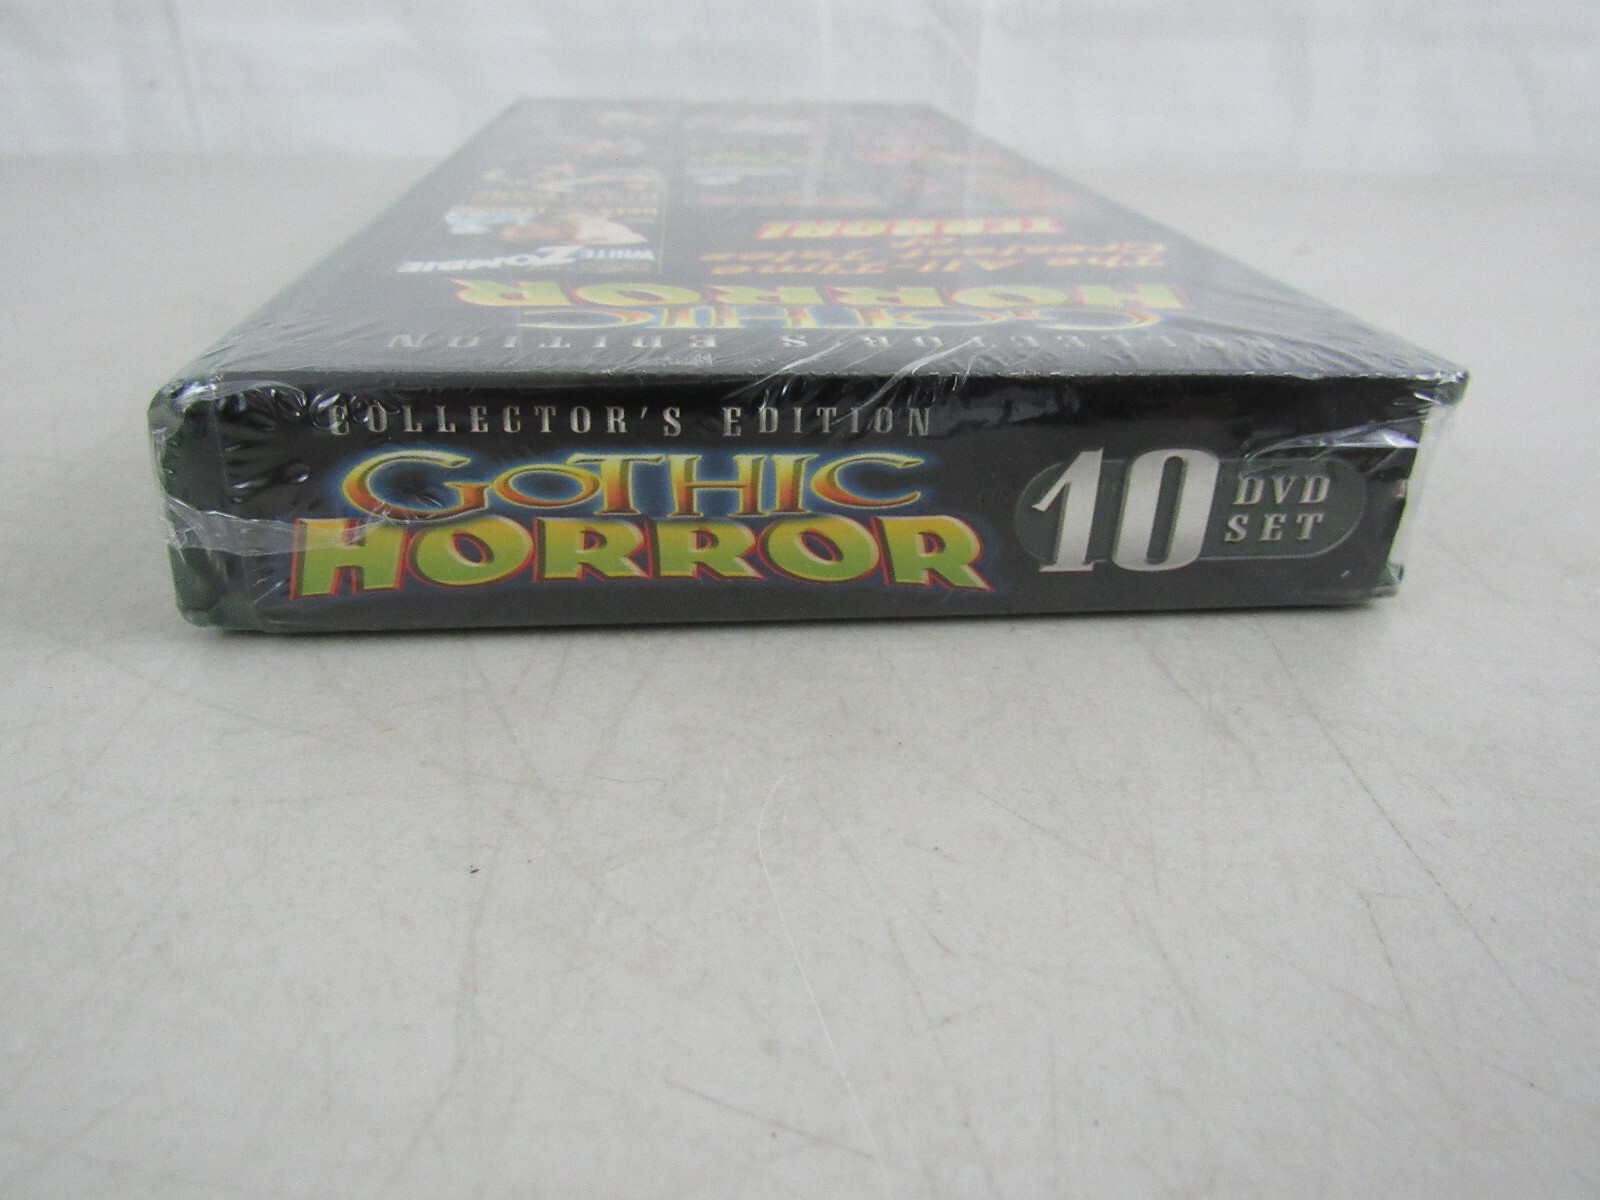 TERROR!
Greatest Tales of
The All-Time
WHITE ZOMBIE
HORROR
GOTHIC
COLLECTOR'S EDITION
COLLECTOR'S EDITION
GOTHIC
HORROR
10
DVD
SET